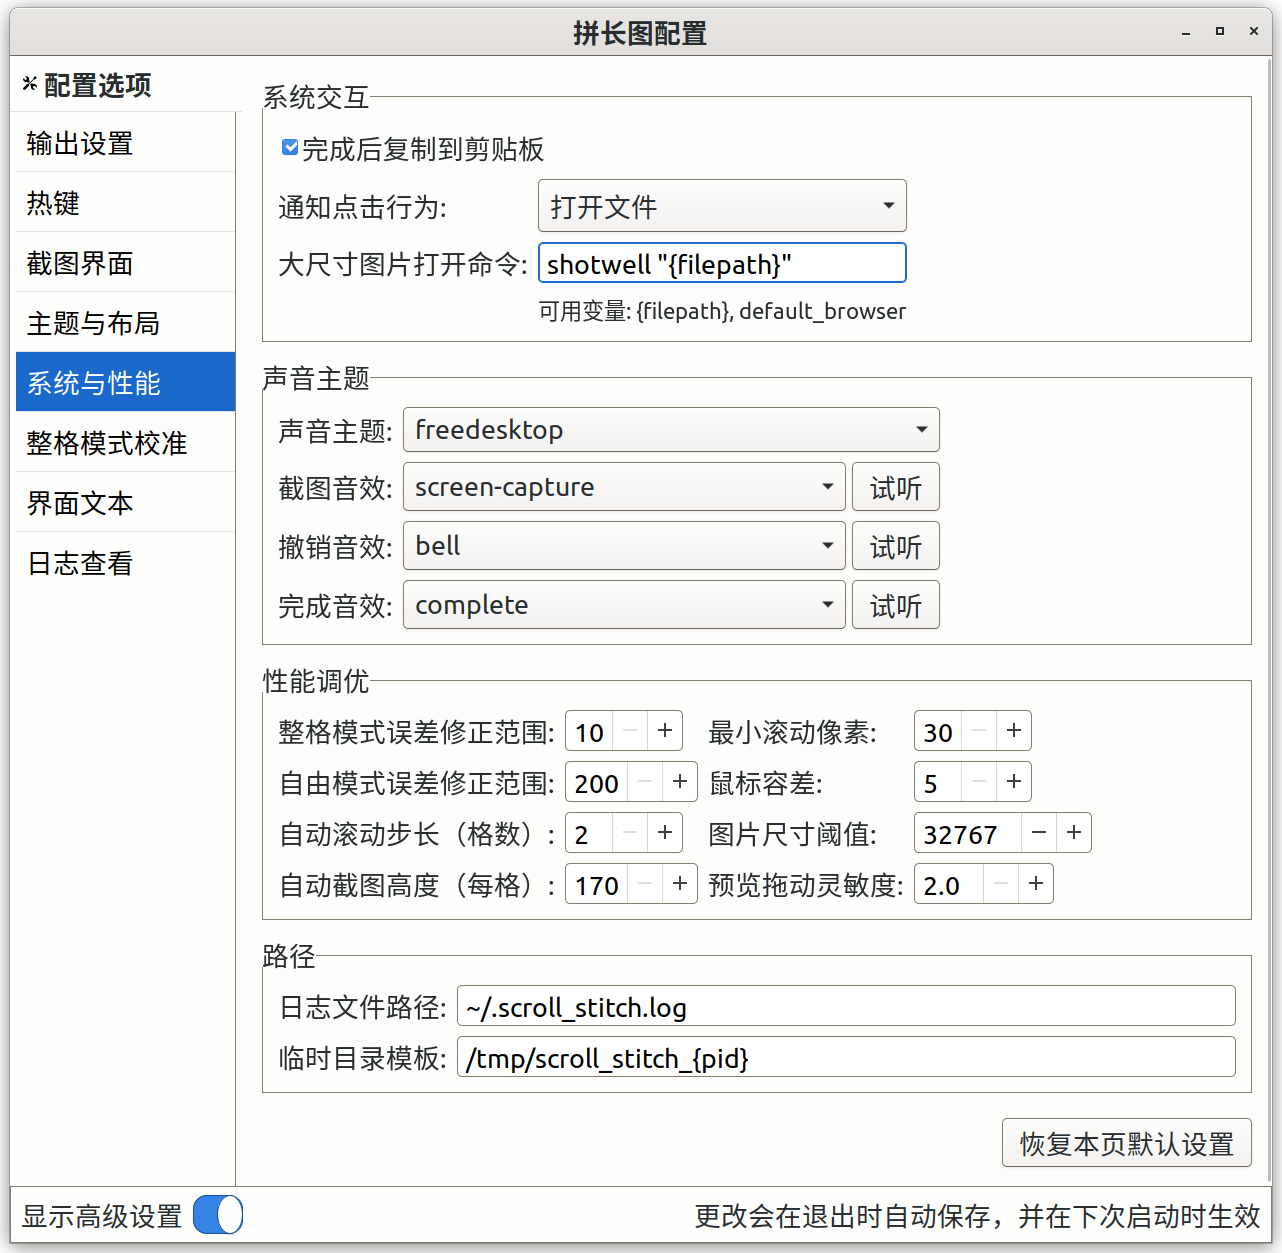 拼长图配置
配置选项
输出设置
热键
截图界面
主题与布局
系统与性能
整格模式校准
界面文本
日志查看
系统交互
完成后复制到剪贴板
通知点击行为: 打开文件
大尺寸图片打开命令: shotwell "{filepath}"
可用变量: {filepath}, default_browser
声音主题
声音主题: freedesktop
截图音效: screen-capture 试听
撤销音效: bell 试听
完成音效: complete 试听
性能调优
整格模式误差修正范围: 10 − + 最小滚动像素: 30 − +
自由模式误差修正范围: 200 − + 鼠标容差: 5 − +
自动滚动步长（格数）: 2 − + 图片尺寸阈值: 32767 − +
自动截图高度（每格）: 170 − + 预览拖动灵敏度: 2.0 − +
路径
日志文件路径: ~/.scroll_stitch.log
临时目录模板: /tmp/scroll_stitch_{pid}
恢复本页默认设置
显示高级设置 更改会在退出时自动保存，并在下次启动时生效